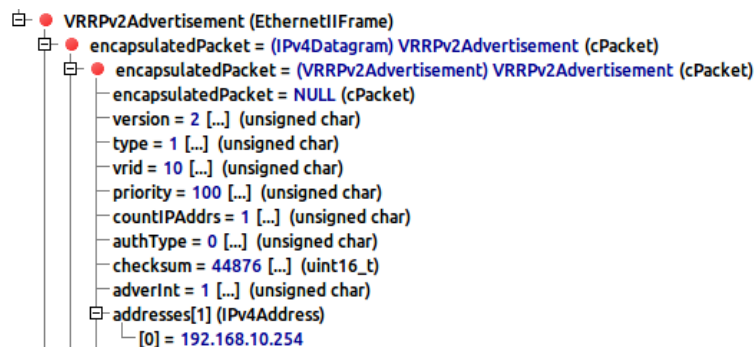 VRRPv2Advertisement (EthernetIIFrame)
encapsulatedPacket = (IPv4Datagram) VRRPv2Advertisement (cPacket)
encapsulatedPacket = (VRRPv2Advertisement) VRRPv2Advertisement (cPacket)
encapsulatedPacket = NULL (cPacket)
version = 2 [...] (unsigned char)
type = 1 [...] (unsigned char)
vrid = 10 [...] (unsigned char)
priority = 100 [...] (unsigned char)
countIPAddrs = 1 [...] (unsigned char)
authType = 0 [...] (unsigned char)
checksum = 44876 [...] (uint16_t)
adverInt = 1 [...] (unsigned char)
addresses[1] (IPv4Address)
[0] = 192.168.10.254